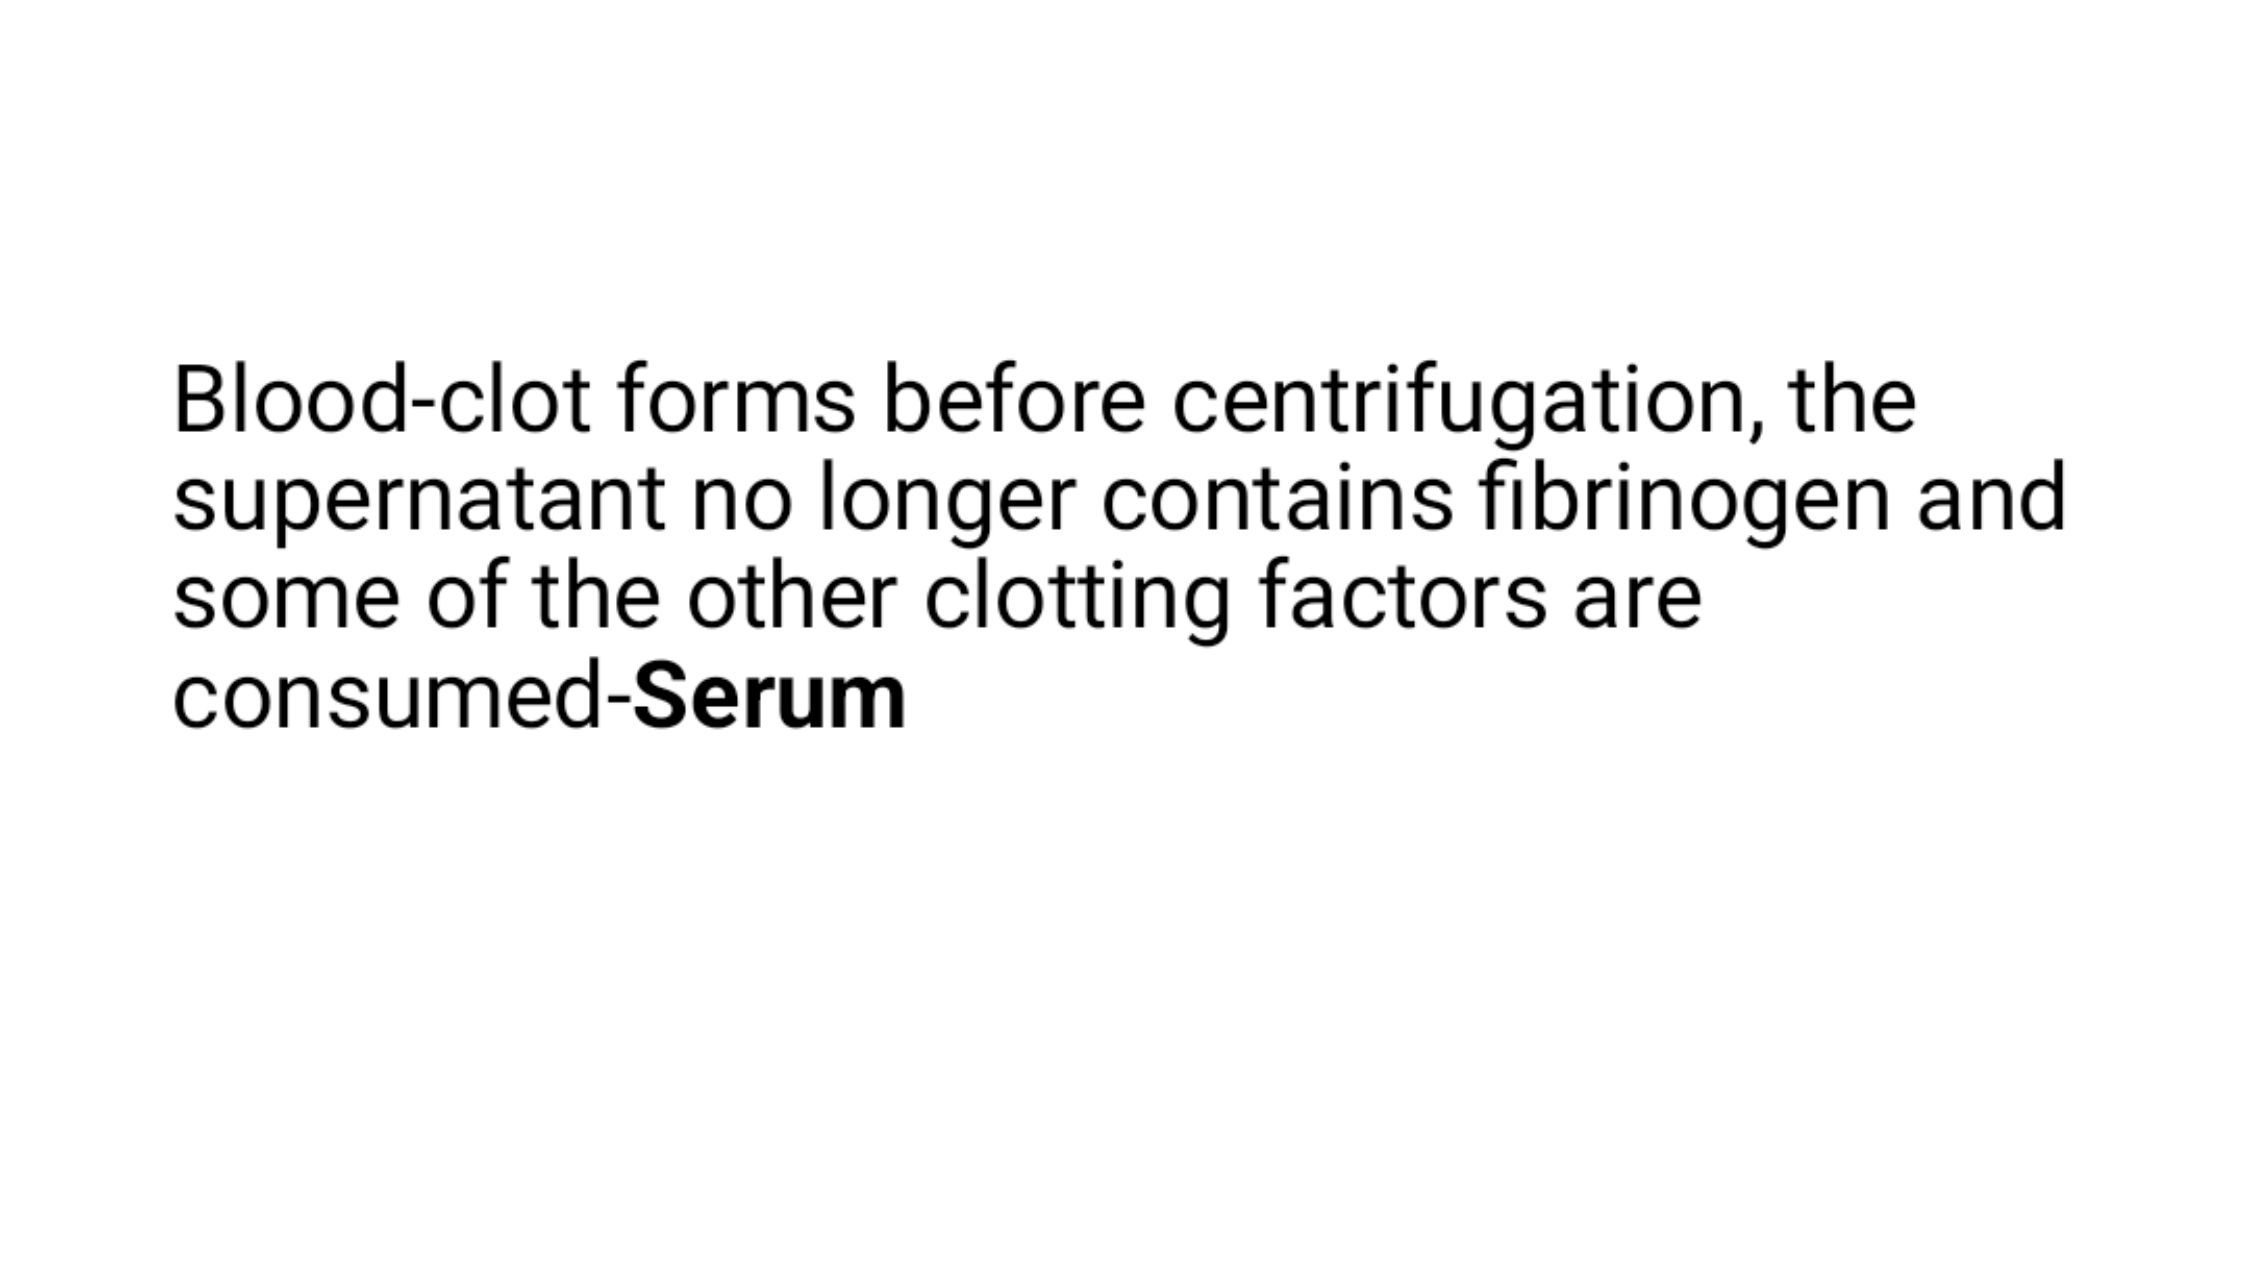 Blood-clot forms before centrifugation, the
supernatant no longer contains fibrinogen and
some of the other clotting factors are
consumed-Serum